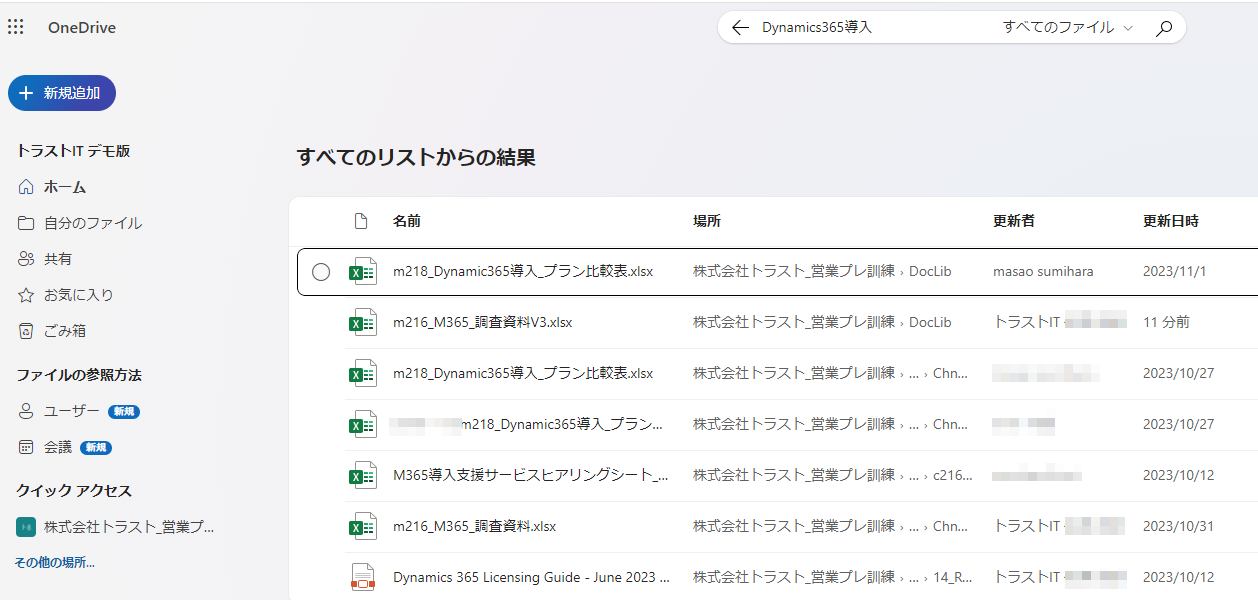 OneDrive
Dynamics365導入 すべてのファイル
新規追加
トラストIT デモ版
ホーム
自分のファイル
共有
お気に入り
ごみ箱
ファイルの参照方法
ユーザー 新規
会議 新規
クイック アクセス
株式会社トラスト_営業プ...
その他の場所...
すべてのリストからの結果
名前 場所 更新者 更新日時
m218_Dynamic365導入_プラン比較表.xlsx 株式会社トラスト_営業プレ訓練 › DocLib masao sumihara 2023/11/1
m216_M365_調査資料V3.xlsx 株式会社トラスト_営業プレ訓練 › DocLib トラストIT 11 分前
m218_Dynamic365導入_プラン比較表.xlsx 株式会社トラスト_営業プレ訓練 › ... › Chn... 2023/10/27
m218_Dynamic365導入_プラン... 株式会社トラスト_営業プレ訓練 › ... › Chn... 2023/10/27
M365導入支援サービスヒアリングシート_... 株式会社トラスト_営業プレ訓練 › ... › c216... 2023/10/12
m216_M365_調査資料.xlsx 株式会社トラスト_営業プレ訓練 › ... › Chn... トラストIT 2023/10/31
Dynamics 365 Licensing Guide - June 2023 ... 株式会社トラスト_営業プレ訓練 › ... › 14_R... トラストIT 2023/10/12